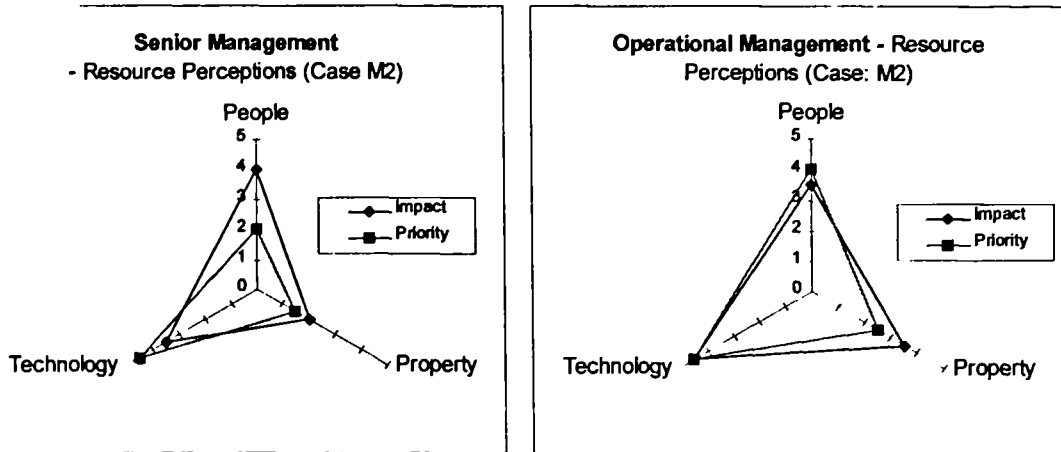 Senior Management
- Resource Perceptions (Case M2)
People
5
4
3
2
1
0
Impact
Priority
Technology
Property
Operational Management - Resource
Perceptions (Case: M2)
People
5
4
3
2
1
0
Impact
Priority
Technology
Property